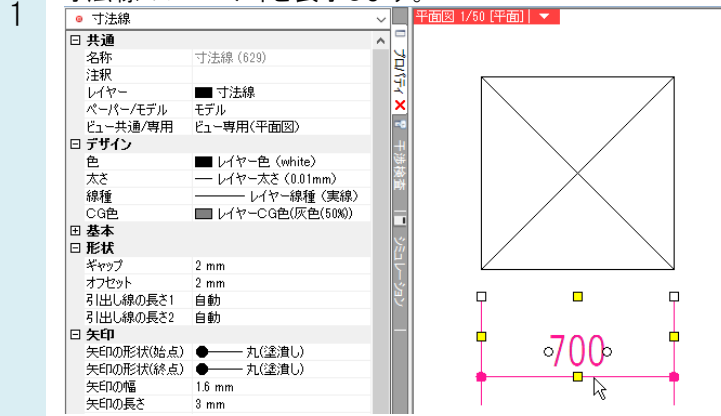 1
寸法線
共通
名称 寸法線 (629)
注釈
レイヤー 寸法線
ペーパー/モデル モデル
ビュー共通/専用 ビュー専用(平面図)
デザイン
色 レイヤー色 (white)
太さ レイヤー太さ (0.01mm)
線種 レイヤー線種 (実線)
CG色 レイヤーCG色(灰色(50%))
基本
形状
ギャップ 2 mm
オフセット 2 mm
引出し線の長さ1 自動
引出し線の長さ2 自動
矢印
矢印の形状(始点) 丸(塗潰し)
矢印の形状(終点) 丸(塗潰し)
矢印の幅 1.6 mm
矢印の長さ 3 mm
プロパティ
干渉検査
シミュレーション
平面図 1/50 [平面]
700